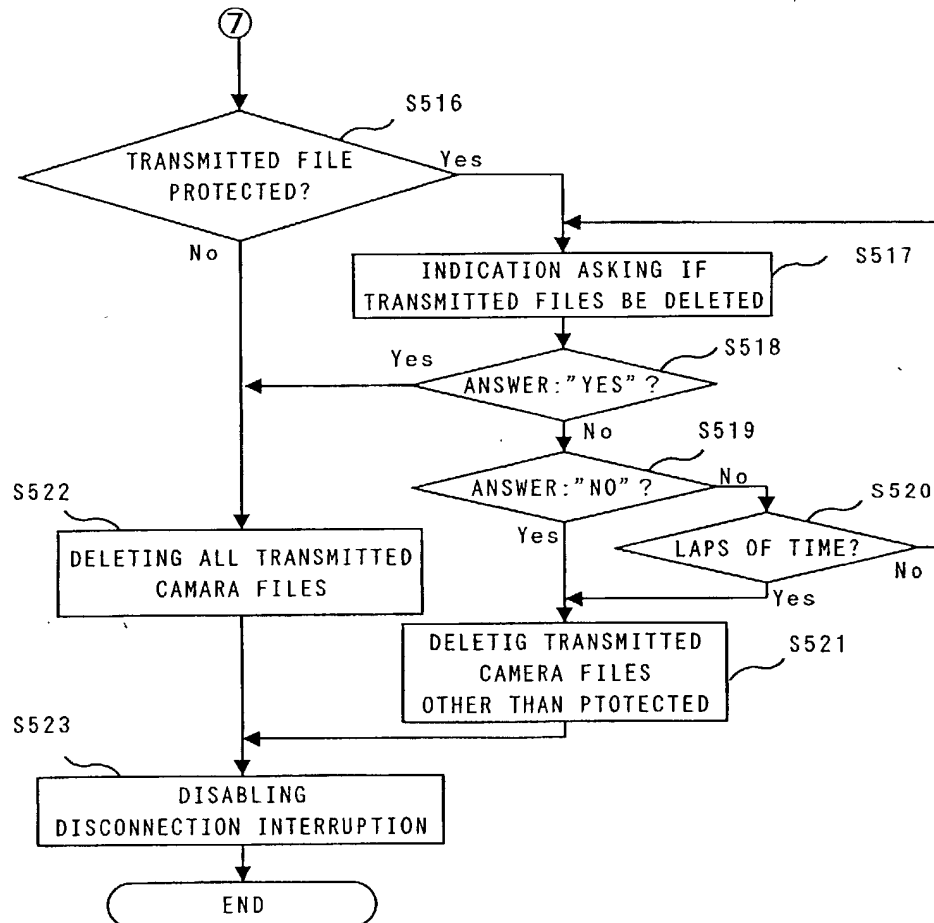 ⑦
S516
TRANSMITTED FILE
PROTECTED?
Yes
No
S517
INDICATION ASKING IF
TRANSMITTED FILES BE DELETED
S518
Yes
ANSWER:"YES"?
No
S519
ANSWER:"NO"?
No
S520
Yes
LAPS OF TIME?
No
Yes
S522
DELETING ALL TRANSMITTED
CAMARA FILES
DELETIG TRANSMITTED
CAMERA FILES
OTHER THAN PTOTECTED
S521
S523
DISABLING
DISCONNECTION INTERRUPTION
END